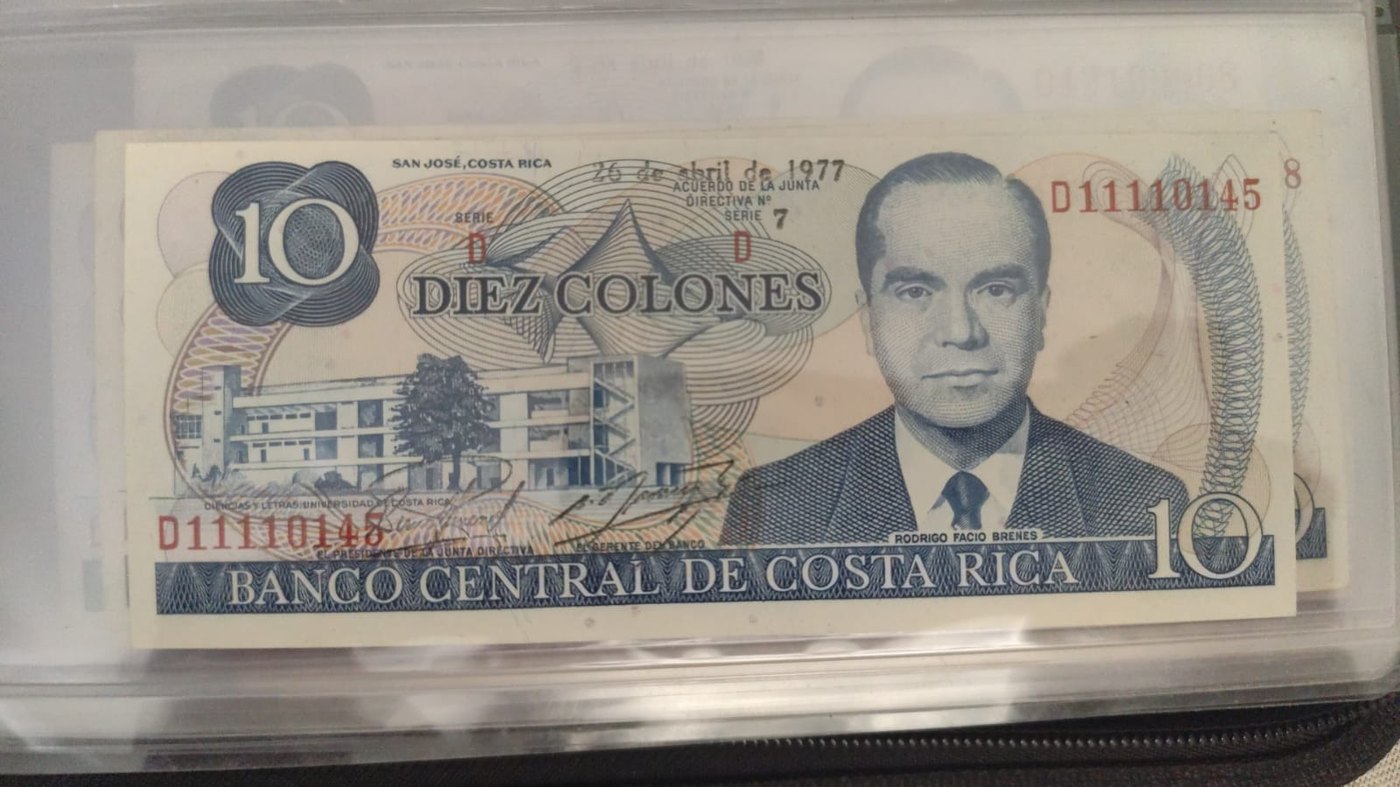 10
SAN JOSÉ, COSTA RICA
26 de abril de 1977
ACUERDO DE LA JUNTA
DIRECTIVA Nº
SERIE 7
SERIE
D D
D11110145
8
DIEZ COLONES
CIENCIAS Y LETRAS, UNIVERSIDAD DE COSTA RICA
D11110145
EL PRESIDENTE DE LA JUNTA DIRECTIVA
EL GERENTE DEL BANCO
RODRIGO FACIO BRENES
10
BANCO CENTRAL DE COSTA RICA